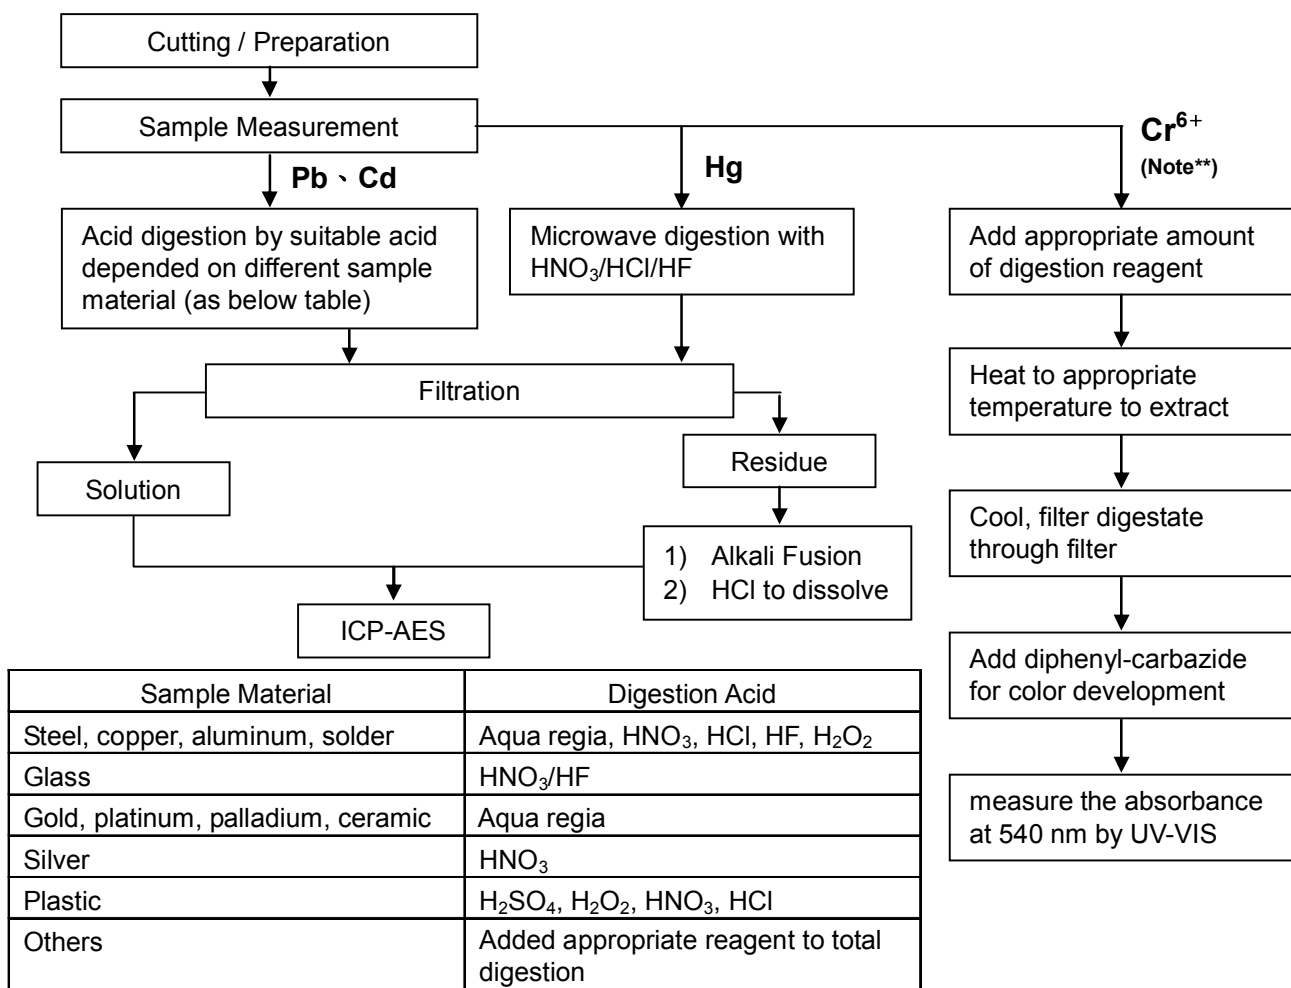 Cutting / Preparation
Sample Measurement
Pb、Cd
Hg
Cr⁶⁺
(Note**)
Acid digestion by suitable acid
depended on different sample
material (as below table)
Microwave digestion with
HNO₃/HCl/HF
Add appropriate amount
of digestion reagent
Filtration
Heat to appropriate
temperature to extract
Solution
Residue
1) Alkali Fusion
2) HCl to dissolve
Cool, filter digestate
through filter
ICP-AES
Add diphenyl-carbazide
for color development
measure the absorbance
at 540 nm by UV-VIS
Sample Material Digestion Acid
Steel, copper, aluminum, solder Aqua regia, HNO₃, HCl, HF, H₂O₂
Glass HNO₃/HF
Gold, platinum, palladium, ceramic Aqua regia
Silver HNO₃
Plastic H₂SO₄, H₂O₂, HNO₃, HCl
Others Added appropriate reagent to total
digestion